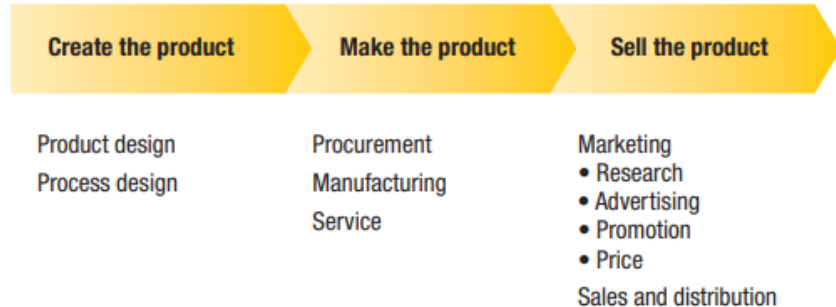 Create the product
Make the product
Sell the product
Product design
Process design
Procurement
Manufacturing
Service
Marketing
• Research
• Advertising
• Promotion
• Price
Sales and distribution